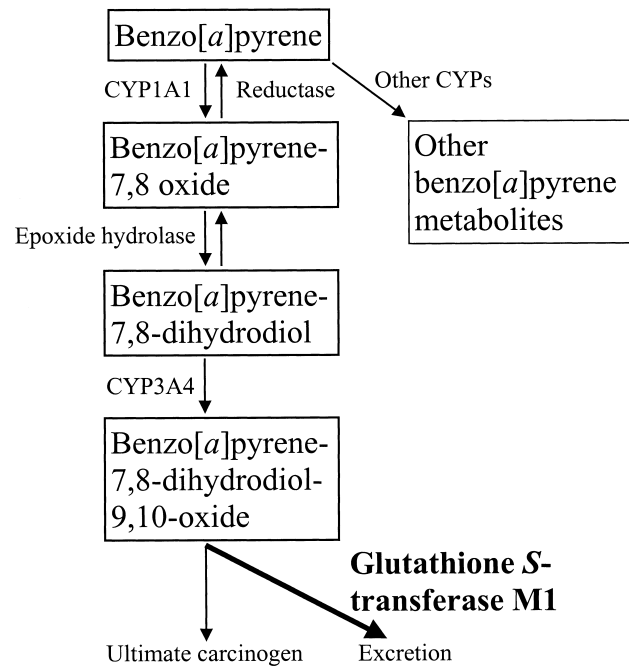 Benzo[a]pyrene
CYP1A1
Reductase
Other CYPs
Benzo[a]pyrene-
7,8 oxide
Other
benzo[a]pyrene
metabolites
Epoxide hydrolase
Benzo[a]pyrene-
7,8-dihydrodiol
CYP3A4
Benzo[a]pyrene-
7,8-dihydrodiol-
9,10-oxide
Glutathione S-
transferase M1
Ultimate carcinogen
Excretion